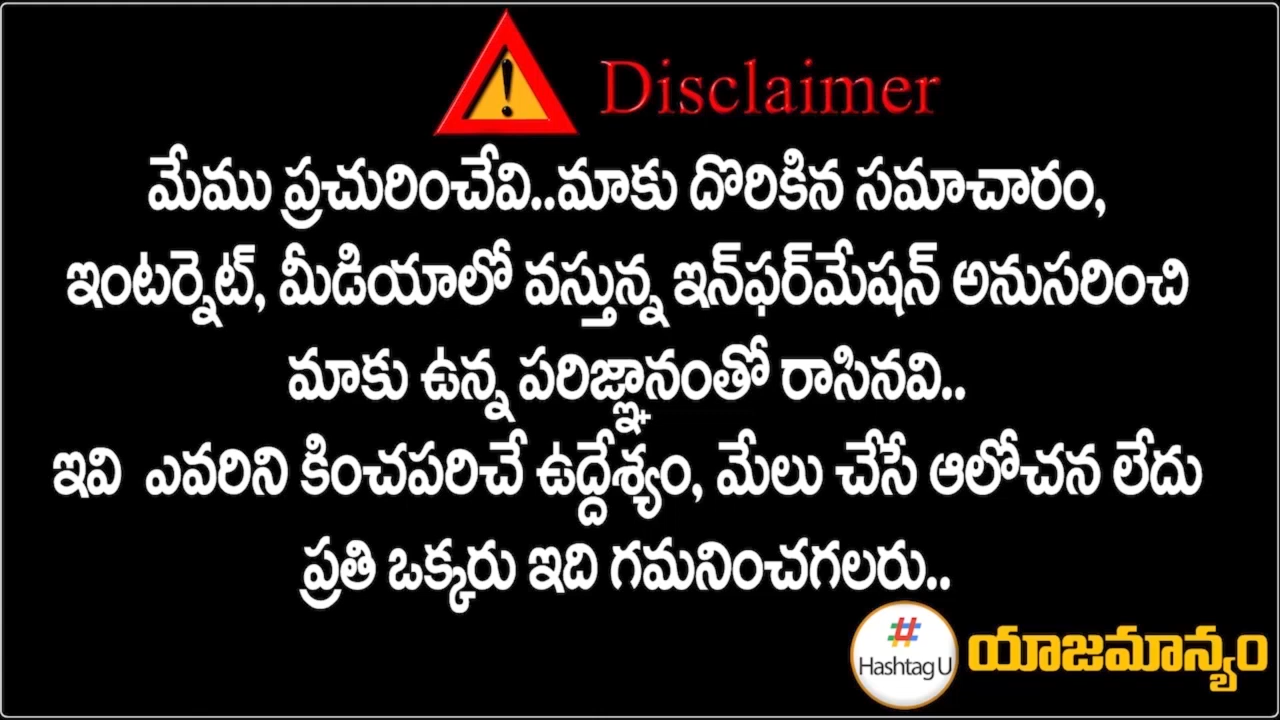 Disclaimer
మేము ప్రచురించేవి..మాకు దొరికిన సమాచారం,
ఇంటర్నెట్, మీడియాలో వస్తున్న ఇన్‌ఫర్‌మేషన్ అనుసరించి
మాకు ఉన్న పరిజ్ఞానంతో రాసినవి..
ఇవి ఎవరిని కించపరిచే ఉద్దేశ్యం, మేలు చేసే ఆలోచన లేదు
ప్రతి ఒక్కరు ఇది గమనించగలరు..
# Hashtag U యాజమాన్యం